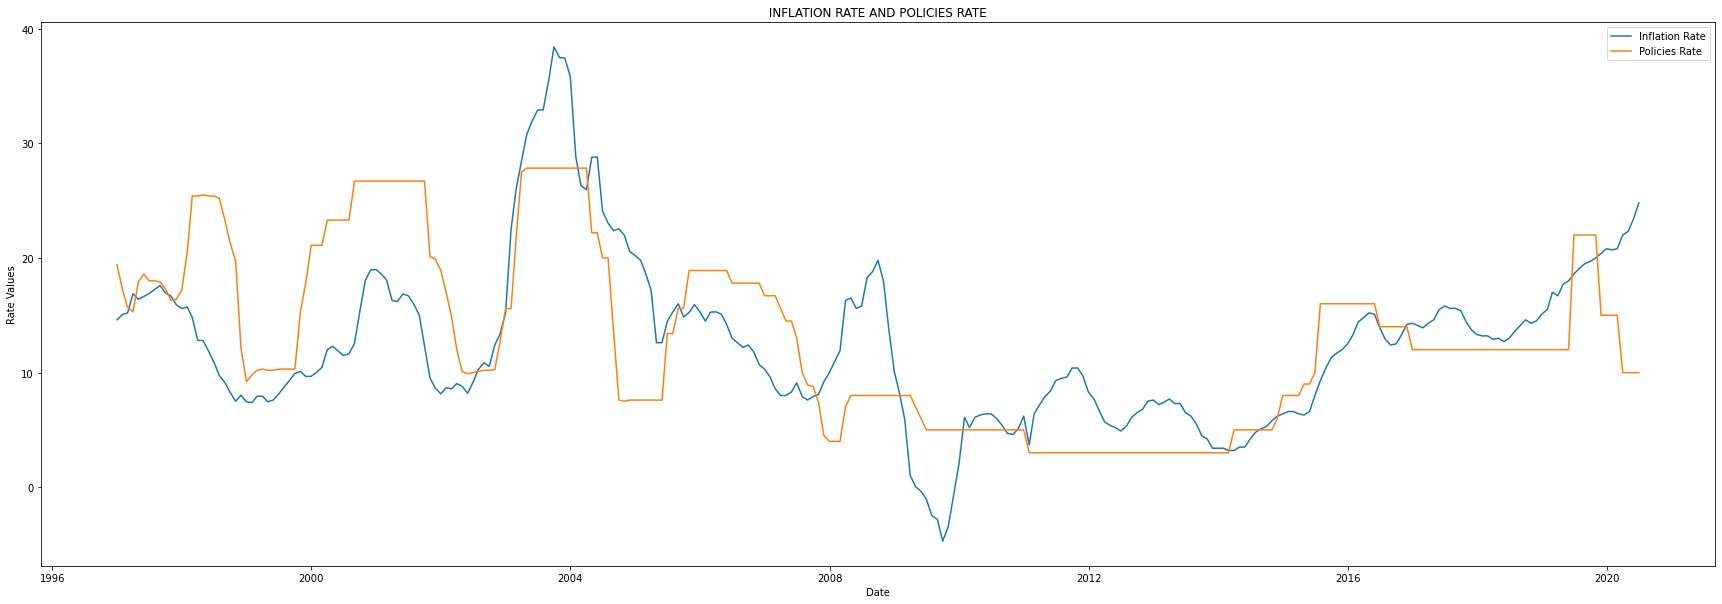 INFLATION RATE AND POLICIES RATE
Inflation Rate
Policies Rate
40
30
20
10
0
Rate Values
1996
2000
2004
2008
2012
2016
2020
Date